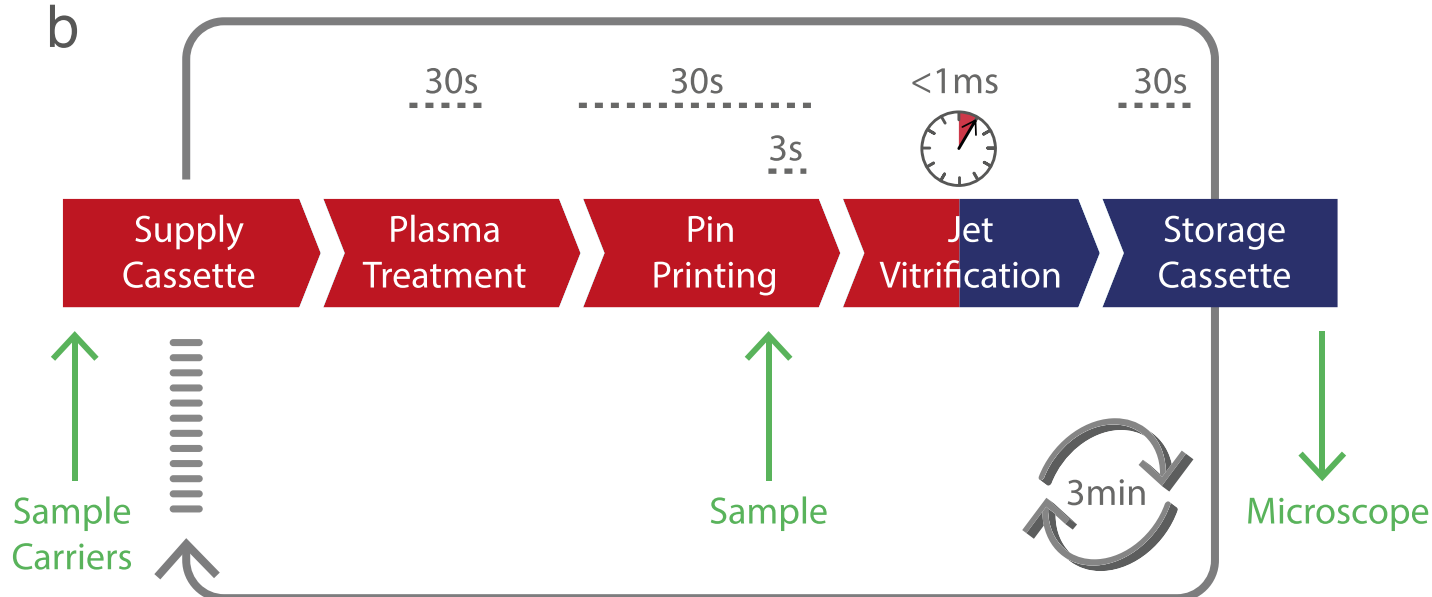 b
30s
30s
<1ms
30s
3s
Supply
Cassette
Plasma
Treatment
Pin
Printing
Jet
Vitrification
Storage
Cassette
Sample
Carriers
Sample
3min
Microscope